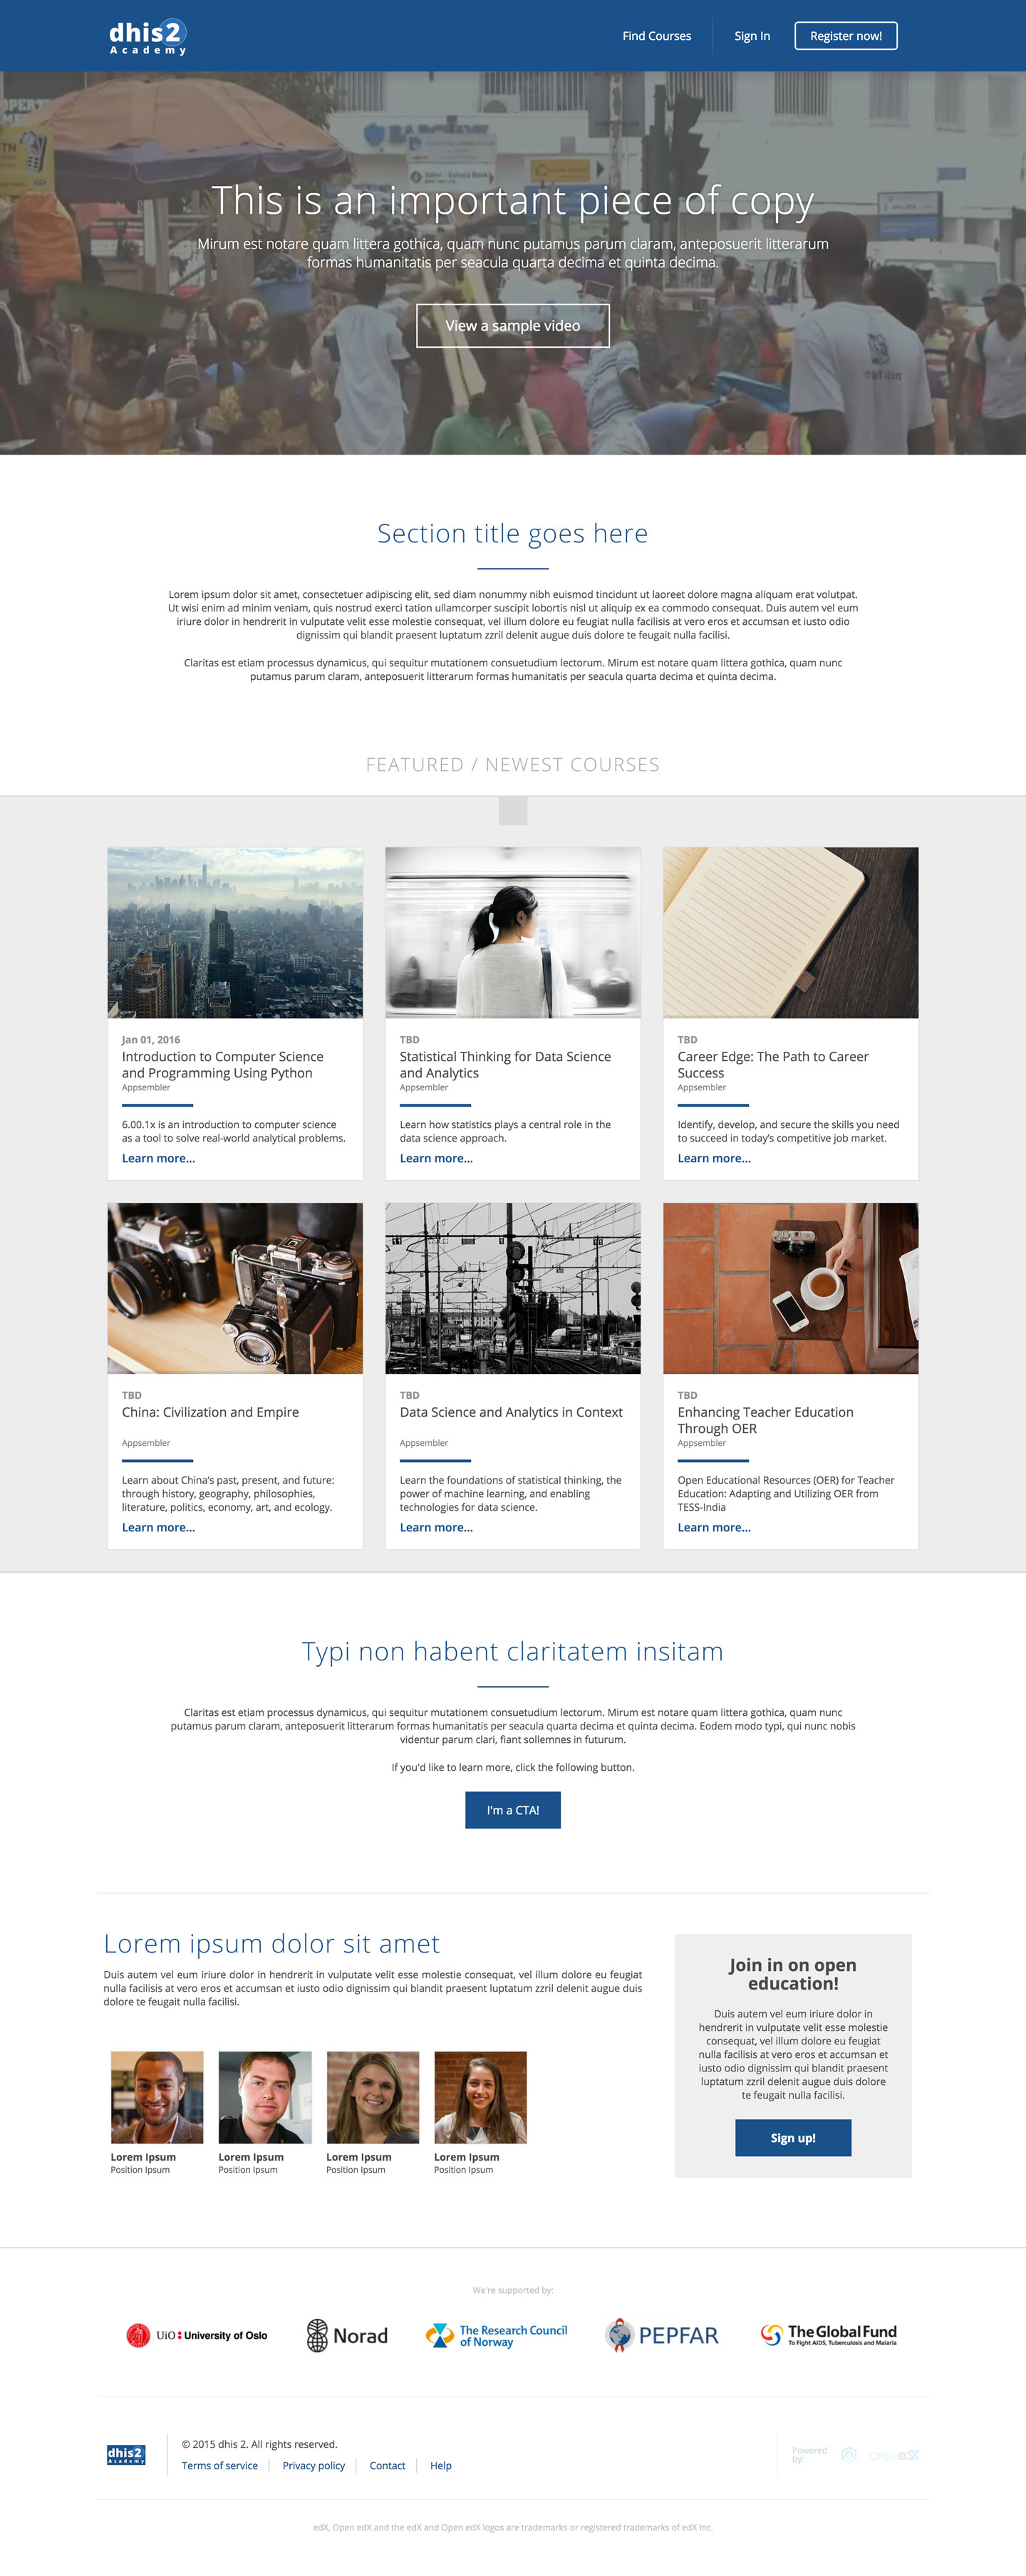 dhis2
Academy
Find Courses
Sign In
Register now!
This is an important piece of copy
Mirum est notare quam littera gothica, quam nunc putamus parum claram, anteposuerit litterarum
formas humanitatis per seacula quarta decima et quinta decima.
View a sample video
Section title goes here
Lorem ipsum dolor sit amet, consectetuer adipiscing elit, sed diam nonummy nibh euismod tincidunt ut laoreet dolore magna aliquam erat volutpat.
Ut wisi enim ad minim veniam, quis nostrud exerci tation ullamcorper suscipit lobortis nisl ut aliquip ex ea commodo consequat. Duis autem vel eum
iriure dolor in hendrerit in vulputate velit esse molestie consequat, vel illum dolore eu feugiat nulla facilisis at vero eros et accumsan et iusto odio
dignissim qui blandit praesent luptatum zzril delenit augue duis dolore te feugait nulla facilisi.
Claritas est etiam processus dynamicus, qui sequitur mutationem consuetudium lectorum. Mirum est notare quam littera gothica, quam nunc
putamus parum claram, anteposuerit litterarum formas humanitatis per seacula quarta decima et quinta decima.
FEATURED / NEWEST COURSES
Jan 01, 2016
Introduction to Computer Science
and Programming Using Python
Appsembler
6.00.1x is an introduction to computer science
as a tool to solve real-world analytical problems.
Learn more...
TBD
Statistical Thinking for Data Science
and Analytics
Appsembler
Learn how statistics plays a central role in the
data science approach.
Learn more...
TBD
Career Edge: The Path to Career
Success
Appsembler
Identify, develop, and secure the skills you need
to succeed in today's competitive job market.
Learn more...
TBD
China: Civilization and Empire
Appsembler
Learn about China's past, present, and future:
through history, geography, philosophies,
literature, politics, economy, art, and ecology.
Learn more...
TBD
Data Science and Analytics in Context
Appsembler
Learn the foundations of statistical thinking, the
power of machine learning, and enabling
technologies for data science.
Learn more...
TBD
Enhancing Teacher Education
Through OER
Appsembler
Open Educational Resources (OER) for Teacher
Education: Adapting and Utilizing OER from
TESS-India
Learn more...
Typi non habent claritatem insitam
Claritas est etiam processus dynamicus, qui sequitur mutationem consuetudium lectorum. Mirum est notare quam littera gothica, quam nunc
putamus parum claram, anteposuerit litterarum formas humanitatis per seacula quarta decima et quinta decima. Eodem modo typi, qui nunc nobis
videntur parum clari, fiant sollemnes in futurum.
If you'd like to learn more, click the following button.
I'm a CTA!
Lorem ipsum dolor sit amet
Duis autem vel eum iriure dolor in hendrerit in vulputate velit esse molestie consequat, vel illum dolore eu feugiat
nulla facilisis at vero eros et accumsan et iusto odio dignissim qui blandit praesent luptatum zzril delenit augue duis
dolore te feugait nulla facilisi.
Lorem Ipsum
Position Ipsum
Lorem Ipsum
Position Ipsum
Lorem Ipsum
Position Ipsum
Lorem Ipsum
Position Ipsum
Join in on open
education!
Duis autem vel eum iriure dolor in
hendrerit in vulputate velit esse molestie
consequat, vel illum dolore eu feugiat
nulla facilisis at vero eros et accumsan et
iusto odio dignissim qui blandit praesent
luptatum zzril delenit augue duis dolore
te feugait nulla facilisi.
Sign up!
We're supported by:
UiO: University of Oslo
Norad
The Research Council
of Norway
PEPFAR
The Global Fund
To Fight AIDS, Tuberculosis and Malaria
dhis2
Academy
© 2015 dhis 2. All rights reserved.
Terms of service
Privacy policy
Contact
Help
Powered
by:
OPEN edX
edX, Open edX and the edX and Open edX logos are trademarks or registered trademarks of edX Inc.